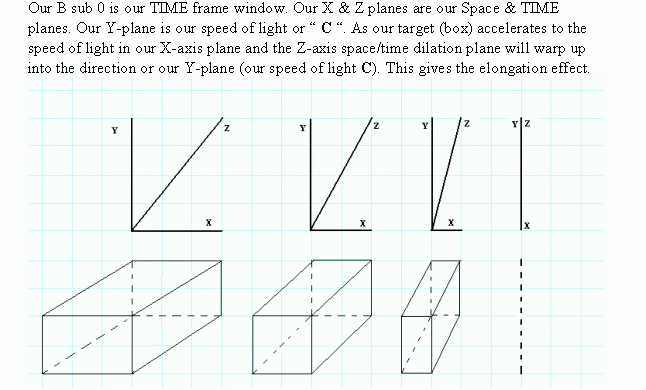 Our B sub 0 is our TIME frame window. Our X & Z planes are our Space & TIME
planes. Our Y-plane is our speed of light or “ C “. As our target (box) accelerates to the
speed of light in our X-axis plane and the Z-axis space/time dilation plane will warp up
into the direction or our Y-plane (our speed of light C). This gives the elongation effect.
Y Z Y Z Y Z Y Z
X X X X